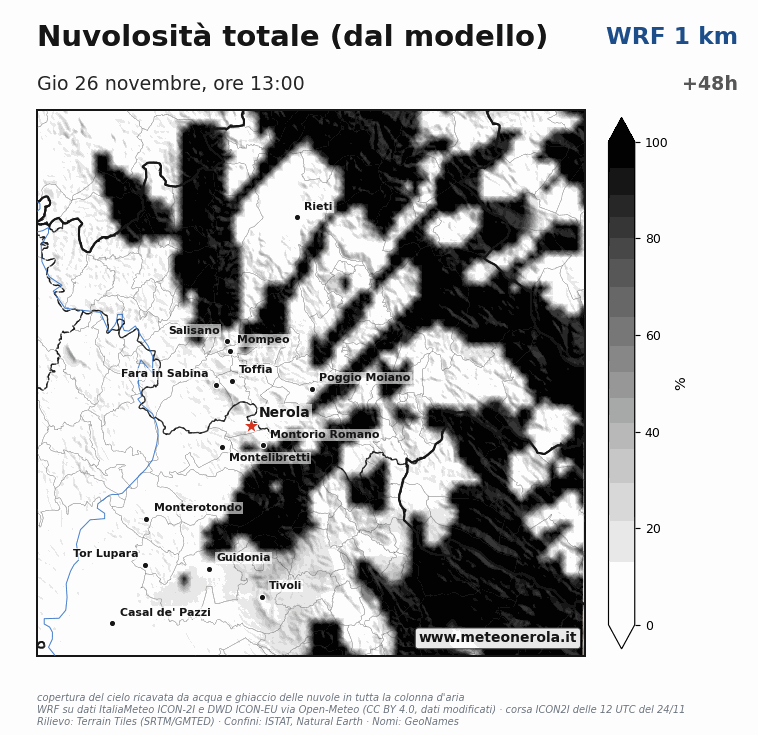 Nuvolosità totale (dal modello)
WRF 1 km
Gio 26 novembre, ore 13:00
+48h
Rieti
Salisano
Mompeo
Fara in Sabina
Toffia
Poggio Moiano
Nerola
Montorio Romano
Montelibretti
Monterotondo
Tor Lupara
Guidonia
Tivoli
Casal de' Pazzi
www.meteonerola.it
100
80
60
40
20
0
%
copertura del cielo ricavata da acqua e ghiaccio delle nuvole in tutta la colonna d'aria
WRF su dati ItaliaMeteo ICON-2I e DWD ICON-EU via Open-Meteo (CC BY 4.0, dati modificati) · corsa ICON2I delle 12 UTC del 24/11
Rilievo: Terrain Tiles (SRTM/GMTED) · Confini: ISTAT, Natural Earth · Nomi: GeoNames